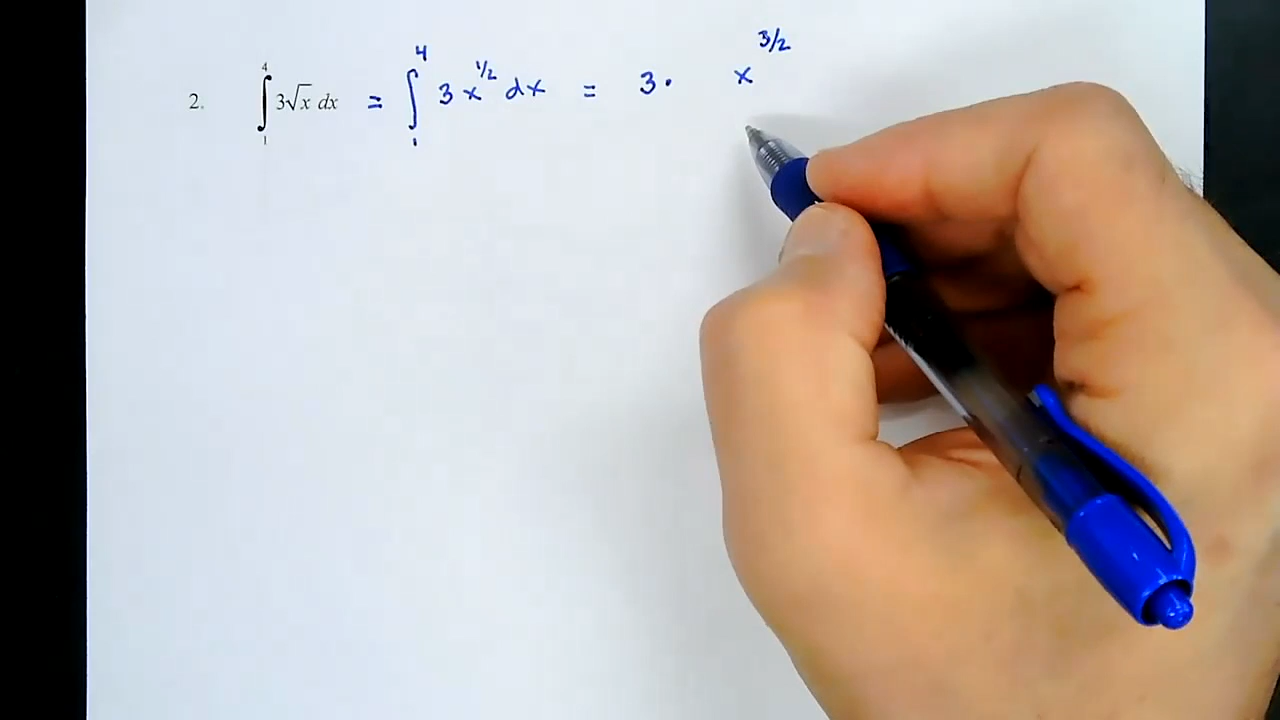 2. ∫₁⁴ 3√x dx = ∫₁⁴ 3 x^(1/2) dx = 3 · x^(3/2)